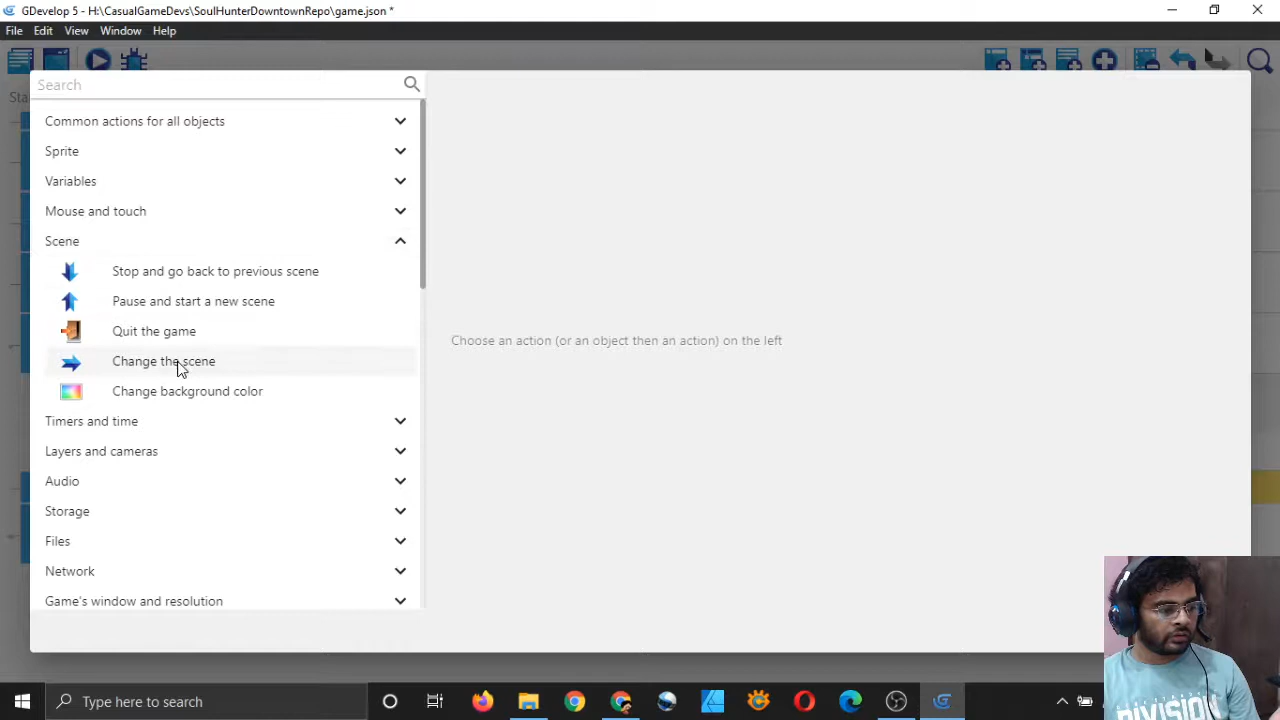 GDevelop 5 - H:\CasualGameDevs\SoulHunterDowntownRepo\game.json *
File Edit View Window Help
Sta
Search
Common actions for all objects
Sprite
Variables
Mouse and touch
Scene
Stop and go back to previous scene
Pause and start a new scene
Quit the game
Change the scene
Change background color
Timers and time
Layers and cameras
Audio
Storage
Files
Network
Game's window and resolution
Choose an action (or an object then an action) on the left
DIVISION
Type here to search